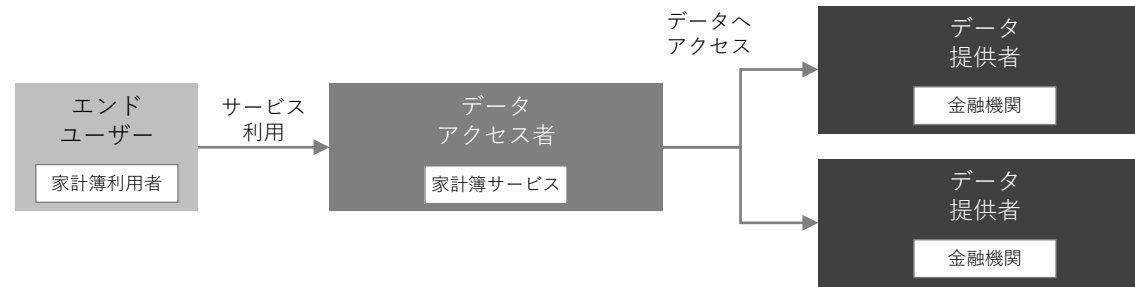 エンド
ユーザー
家計簿利用者
サービス
利用
データ
アクセス者
家計簿サービス
データへ
アクセス
データ
提供者
金融機関
データ
提供者
金融機関